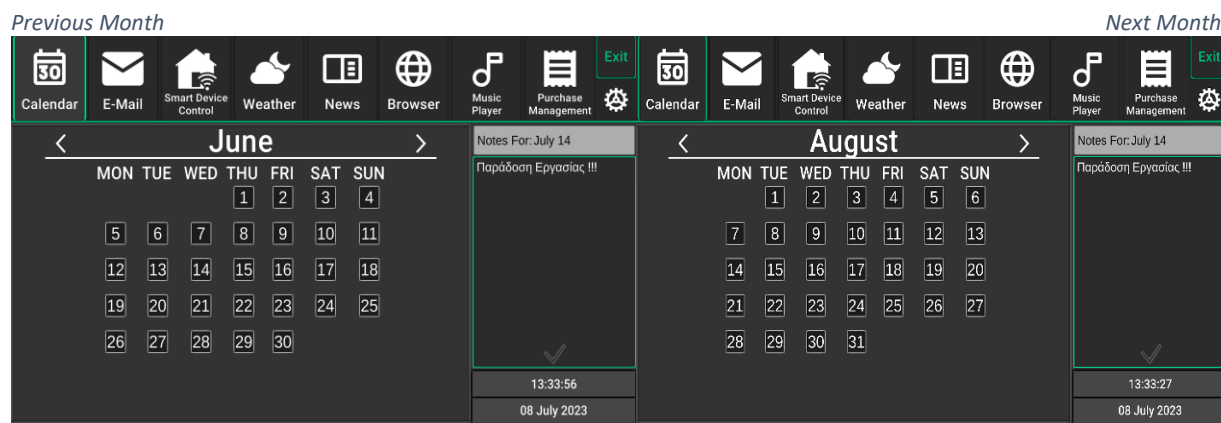 Previous Month Next Month
30 Exit 30 Exit
Calendar E-Mail Smart Device Control Weather News Browser Music Player Purchase Management Calendar E-Mail Smart Device Control Weather News Browser Music Player Purchase Management
< June > Notes For: July 14 < August > Notes For: July 14
MON TUE WED THU FRI SAT SUN Παράδοση Εργασίας !!! MON TUE WED THU FRI SAT SUN Παράδοση Εργασίας !!!
1 2 3 4 1 2 3 4 5 6
5 6 7 8 9 10 11 7 8 9 10 11 12 13
12 13 14 15 16 17 18 14 15 16 17 18 19 20
19 20 21 22 23 24 25 21 22 23 24 25 26 27
26 27 28 29 30 28 29 30 31
13:33:56 13:33:27
08 July 2023 08 July 2023